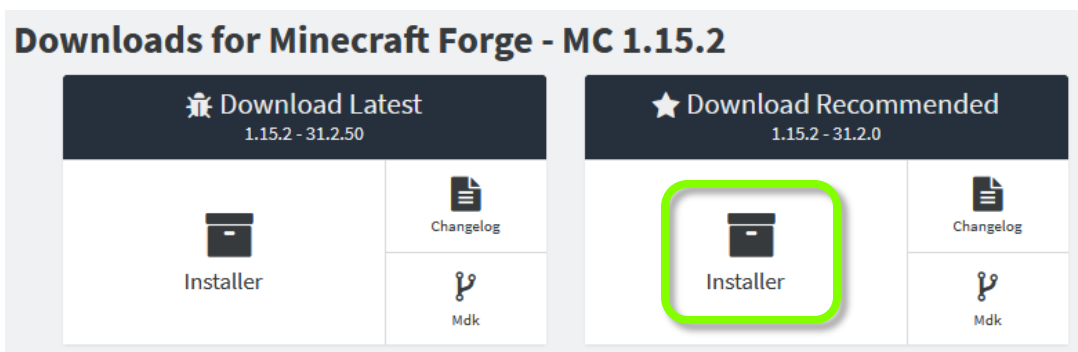 Downloads for Minecraft Forge - MC 1.15.2
Download Latest
1.15.2 - 31.2.50
Installer
Changelog
Mdk
Download Recommended
1.15.2 - 31.2.0
Installer
Changelog
Mdk